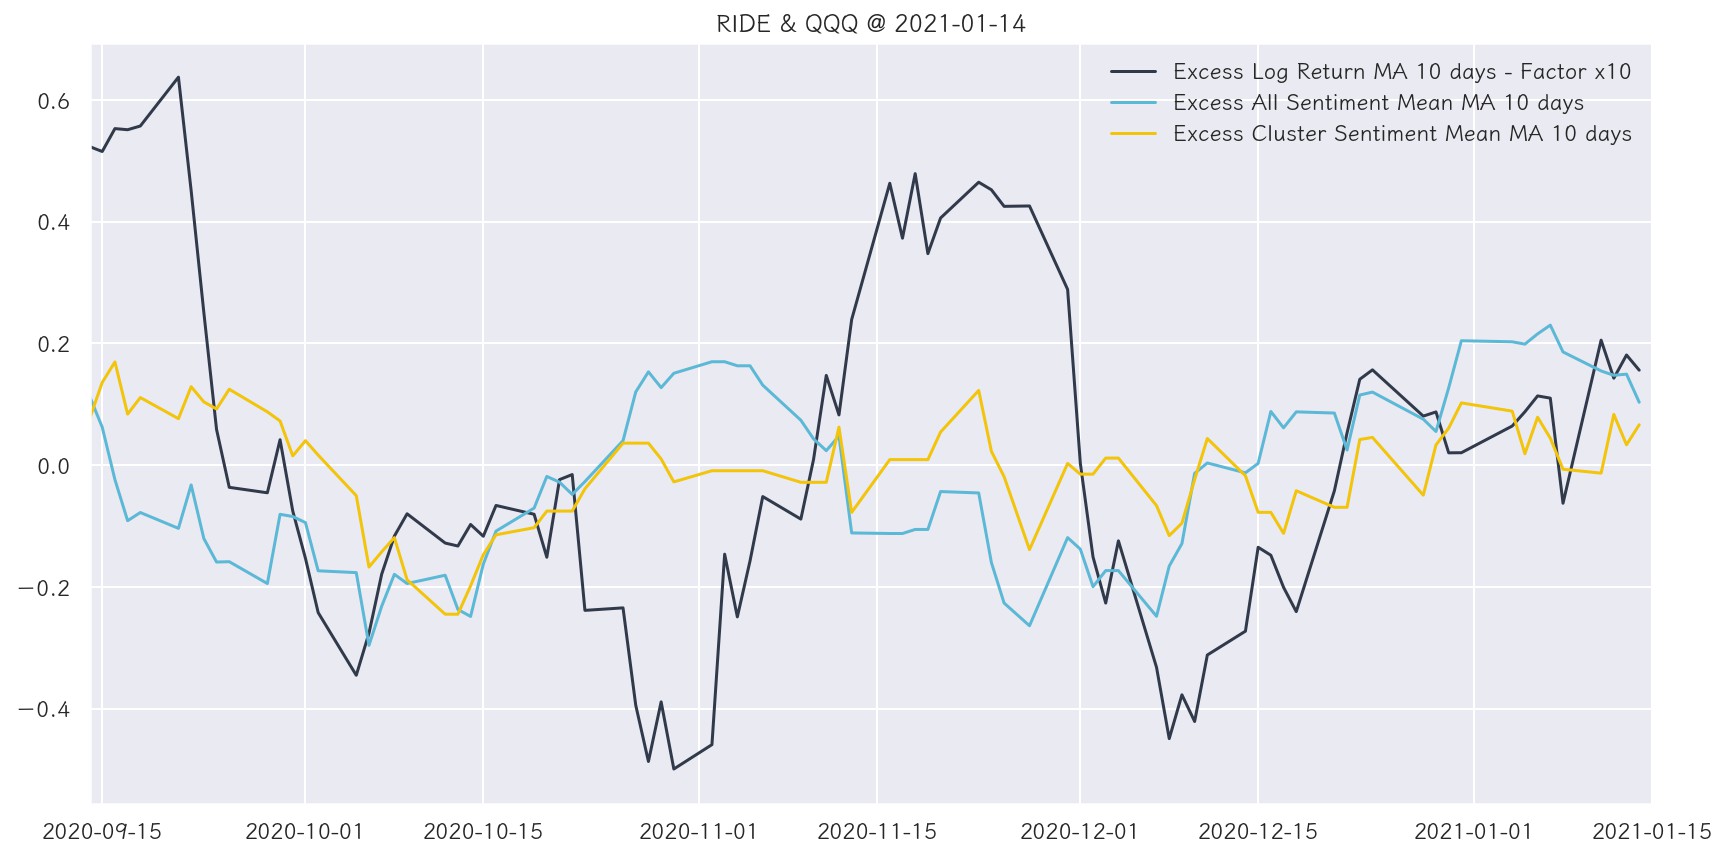 RIDE & QQQ @ 2021-01-14
Excess Log Return MA 10 days - Factor x10
Excess All Sentiment Mean MA 10 days
Excess Cluster Sentiment Mean MA 10 days
0.6
0.4
0.2
0.0
−0.2
−0.4
2020-09-15 2020-10-01 2020-10-15 2020-11-01 2020-11-15 2020-12-01 2020-12-15 2021-01-01 2021-01-15